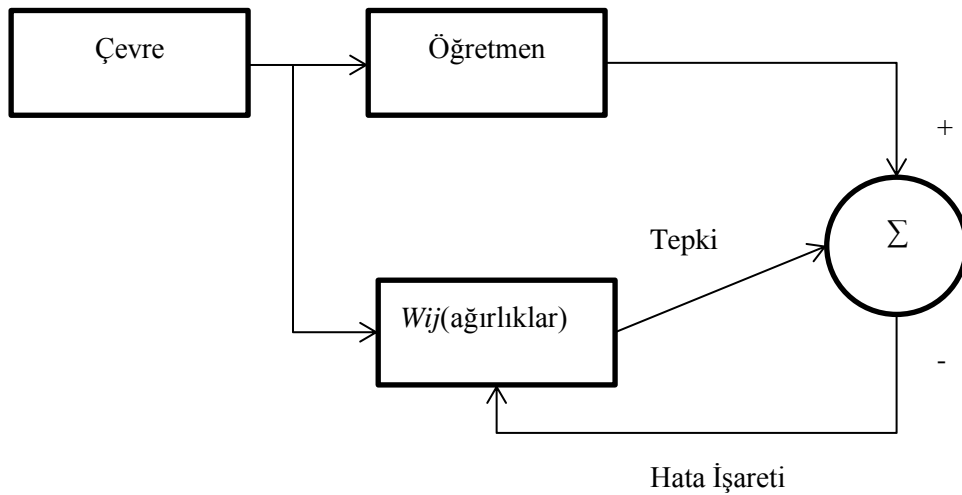 Çevre
Öğretmen
+
Σ
Tepki
Wij(ağırlıklar)
-
Hata İşareti